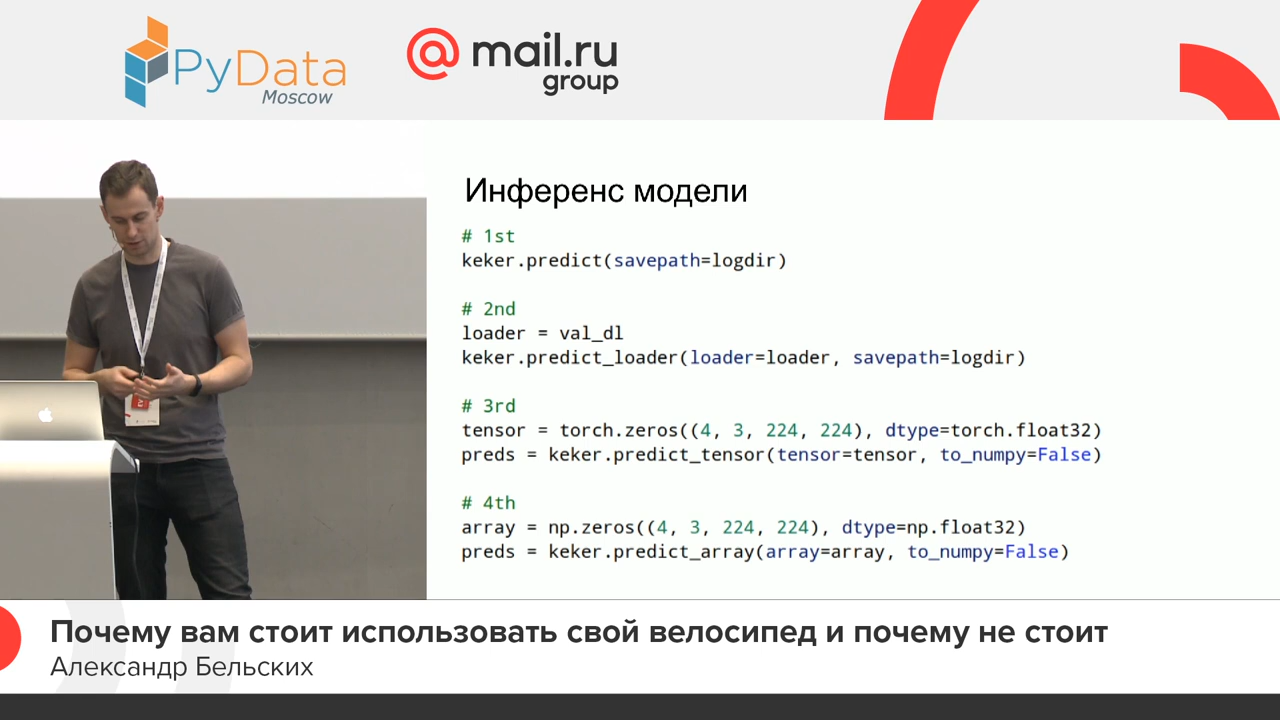 PyData
Moscow
@mail.ru
group
Инференс модели
# 1st
keker.predict(savepath=logdir)
# 2nd
loader = val_dl
keker.predict_loader(loader=loader, savepath=logdir)
# 3rd
tensor = torch.zeros((4, 3, 224, 224), dtype=torch.float32)
preds = keker.predict_tensor(tensor=tensor, to_numpy=False)
# 4th
array = np.zeros((4, 3, 224, 224), dtype=np.float32)
preds = keker.predict_array(array=array, to_numpy=False)
Почему вам стоит использовать свой велосипед и почему не стоит
Александр Бельских